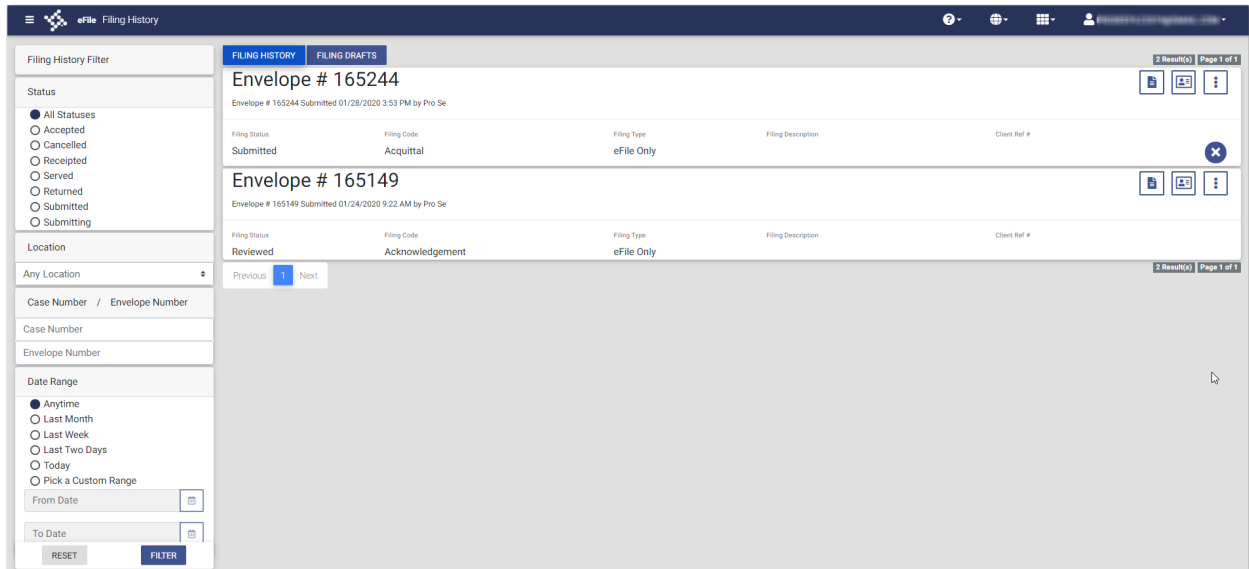 eFile Filing History
Filing History Filter
Status
All Statuses
Accepted
Cancelled
Receipted
Served
Returned
Submitted
Submitting
Location
Any Location
Case Number / Envelope Number
Case Number
Envelope Number
Date Range
Anytime
Last Month
Last Week
Last Two Days
Today
Pick a Custom Range
From Date
To Date
RESET FILTER
FILING HISTORY FILING DRAFTS
2 Result(s) Page 1 of 1
Envelope # 165244
Envelope # 165244 Submitted 01/28/2020 3:53 PM by Pro Se
Filing Status Filing Code Filing Type Filing Description Client Ref #
Submitted Acquittal eFile Only
Envelope # 165149
Envelope # 165149 Submitted 01/24/2020 9:22 AM by Pro Se
Filing Status Filing Code Filing Type Filing Description Client Ref #
Reviewed Acknowledgement eFile Only
Previous 1 Next
2 Result(s) Page 1 of 1